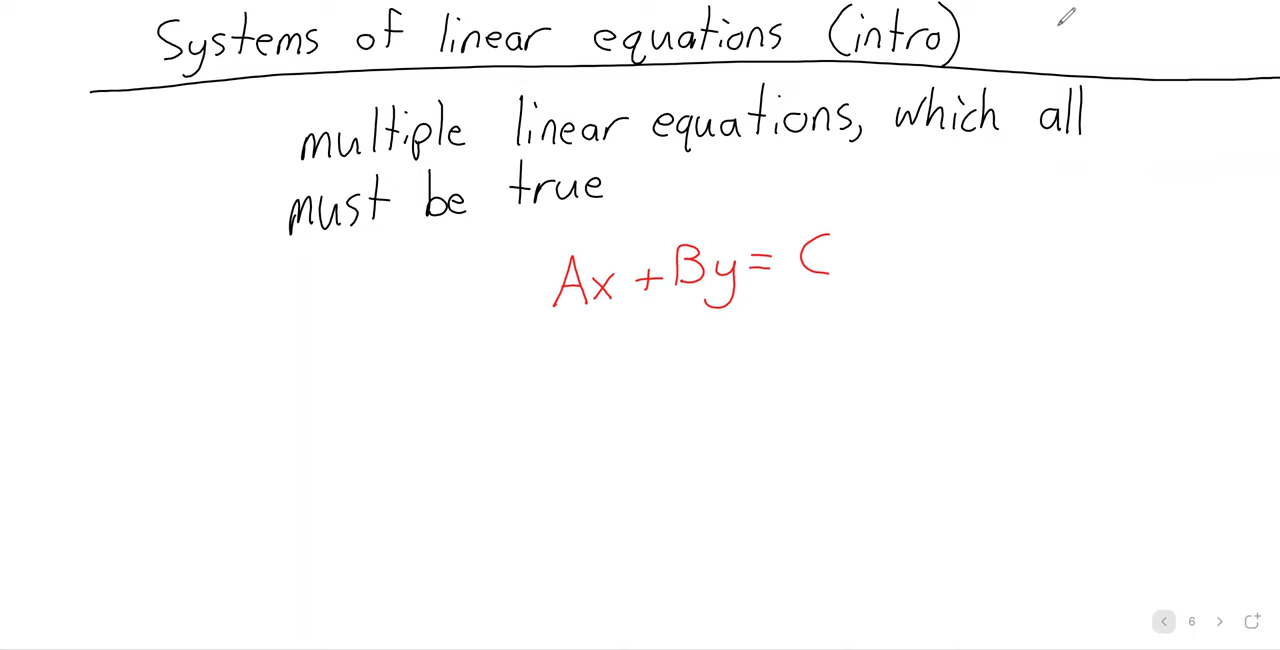 Systems of linear equations (intro)
multiple linear equations, which all
must be true
Ax + By = C
6